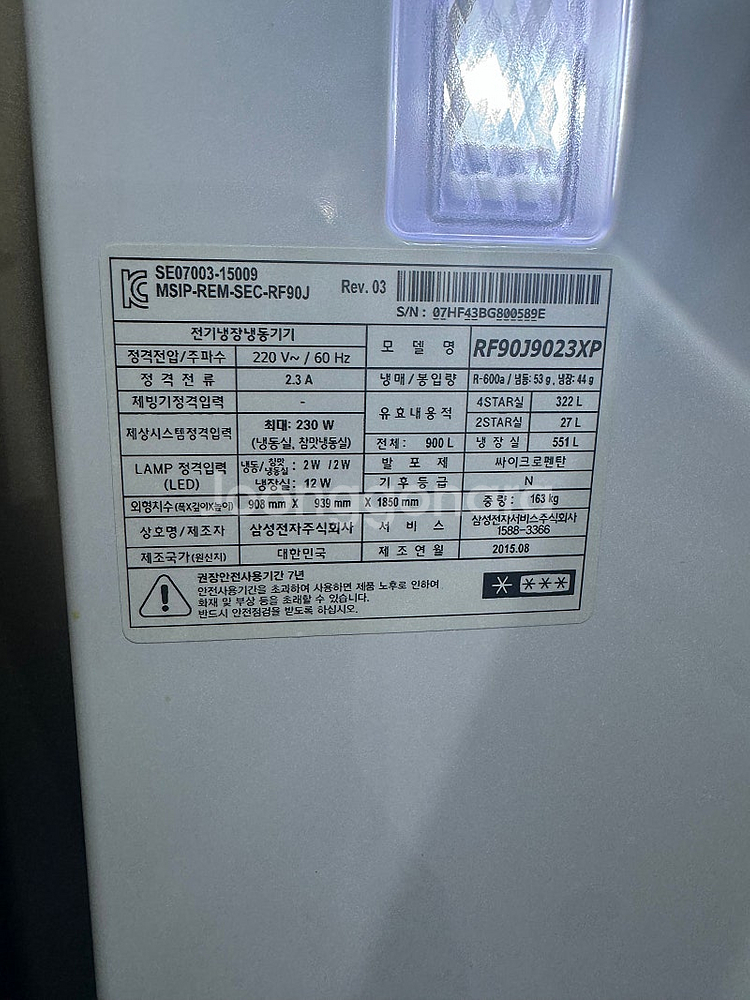 SE07003-15009
MSIP-REM-SEC-RF90J
Rev. 03
S/N : 07HF43BG800589E
전기냉장냉동기기
모 델 명 RF90J9023XP
정격전압/주파수 220 V~ / 60 Hz
정 격 전 류 2.3 A
냉매/봉입량 R-600a / 냉동: 53 g , 냉장: 44 g
제빙기정격입력 -
유효내용적 4STAR실 322 L
2STAR실 27 L
제상시스템정격입력 최대: 230 W
(냉동실, 참맛냉동실)
전체: 900 L 냉 장 실 551 L
LAMP 정격입력
(LED)
냉동/참맛냉동실 : 2 W /2 W
냉장실: 12 W
발 포 제 싸이크로펜탄
기 후 등 급 N
외형치수(폭X깊이X높이) 908 mm X 939 mm X 1850 mm 중 량 : 163 kg
상호명/제조자 삼성전자주식회사 서 비 스 삼성전자서비스주식회사
1588-3366
제조국가(원산지) 대한민국 제 조 연 월 2015.08
권장안전사용기간 7년
안전사용기간을 초과하여 사용하면 제품 노후로 인하여
화재 및 부상 등을 초래할 수 있습니다.
반드시 안전점검을 받도록 하십시오.